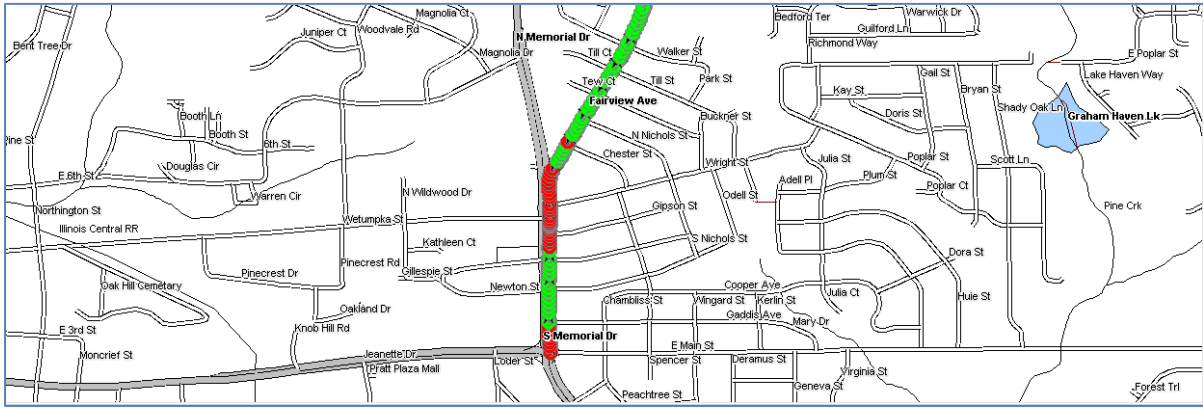 Magnolia Ct
Bedford Ter
Warwick Dr
Guilford Ln
Juniper Ct
Woodvale Rd
N Memorial Dr
Richmond Way
Bent Tree Dr
Magnolia Dr
Till Ct
Walker St
E Poplar St
Tew Ct
Till St
Park St
Gail St
Lake Haven Way
Kay St
Bryan St
Fairview Ave
Shady Oak Ln
Booth Ln
Buckner St
Doris St
Graham Haven Lk
Booth St
N Nichols St
6th St
Chester St
Julia St
Poplar St
Douglas Cir
Wright St
Scott Ln
E 6th St
Plum St
Adell Pl
Poplar Ct
Warren Cir
N Wildwood Dr
Odell St
Northington St
Wetumpka St
Gipson St
Pine Crk
Illinois Central RR
Kathleen Ct
S Nichols St
Dora St
Pinecrest Rd
Pinecrest Dr
Gillespie St
Oak Hill Cemetary
Newton St
Cooper Ave
Chambliss St
Wingard St
Kerlin St
Julia Ct
Huie St
Oakland Dr
Gaddis Ave
Mary Dr
E 3rd St
Knob Hill Rd
S Memorial Dr
E Main St
Moncrief St
Jeanette Dr
Loder St
Spencer St
Deramus St
Pratt Plaza Mall
Virginia St
Geneva St
Forest Trl
Peachtree St